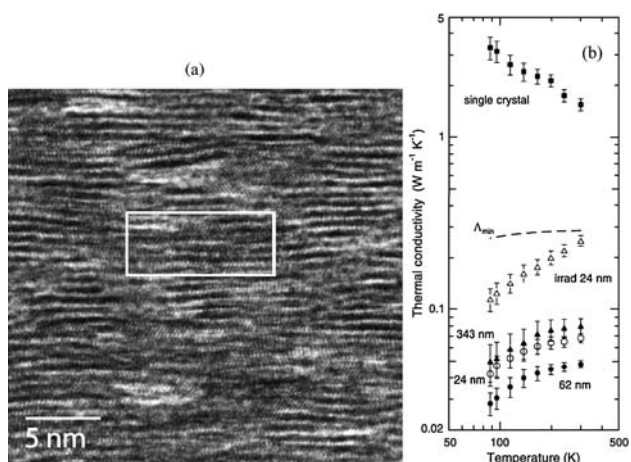 (a)
5 nm
(b)
Thermal conductivity (W m⁻¹ K⁻¹)
5
1
0.1
0.02
single crystal
Λmin
irrad 24 nm
343 nm
24 nm
62 nm
50
100
500
Temperature (K)